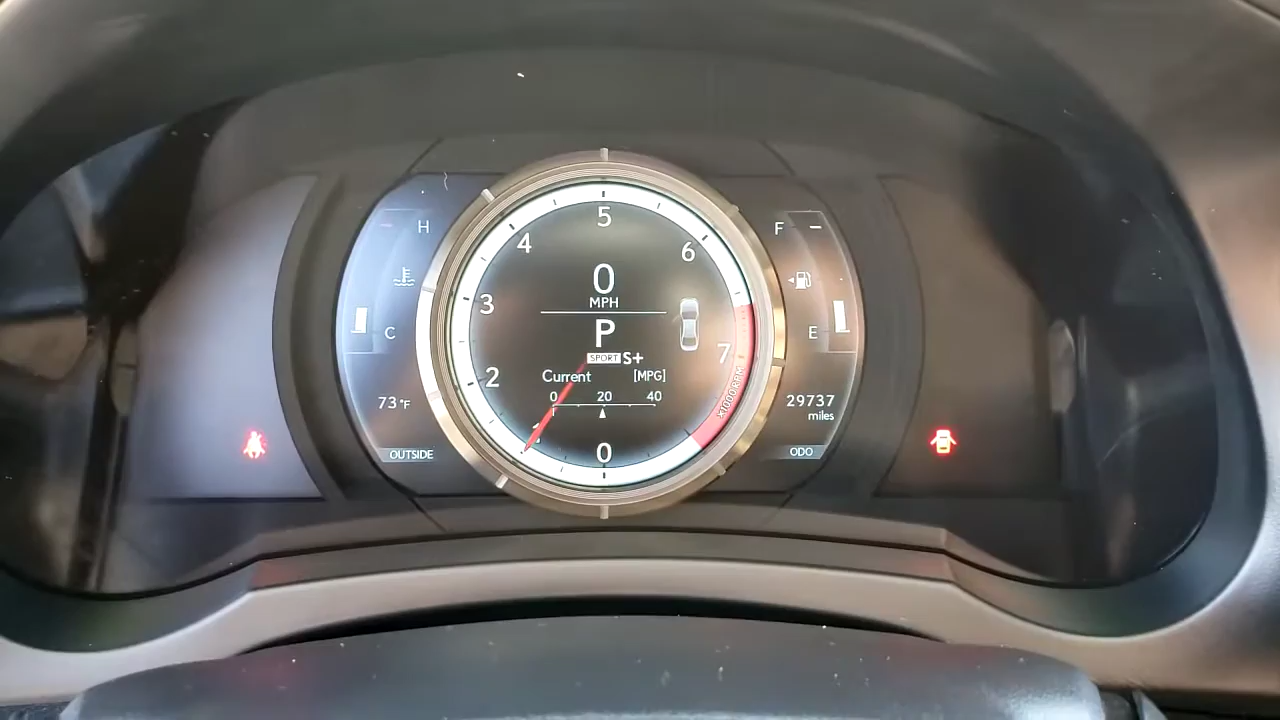 5
4
6
H
F
0
MPH
3
C
P
E
SPORT S+
7
2
Current [MPG]
0 20 40
73°F
X1000 RPM
29737
miles
0
OUTSIDE
ODO